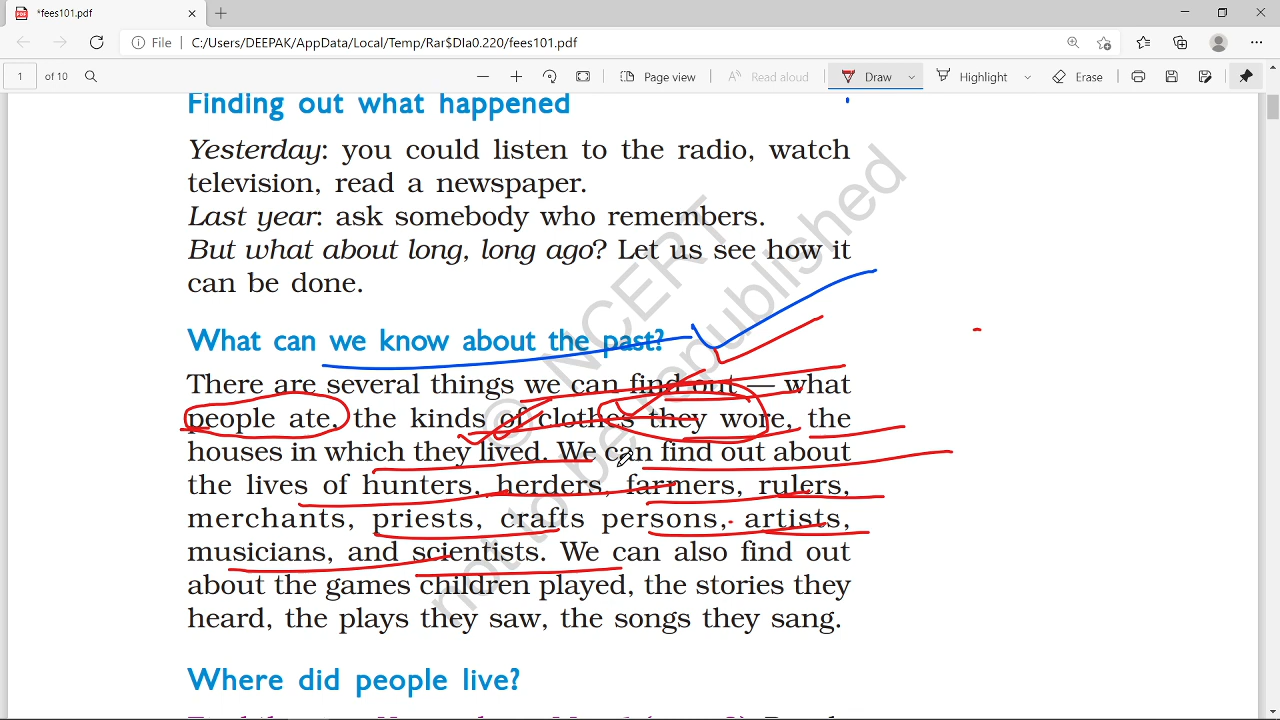 *fees101.pdf
File
C:/Users/DEEPAK/AppData/Local/Temp/Rar$DIa0.220/fees101.pdf
1 of 10
Page view
Read aloud
Draw
Highlight
Erase
Finding out what happened
Yesterday: you could listen to the radio, watch
television, read a newspaper.
Last year: ask somebody who remembers.
But what about long, long ago? Let us see how it
can be done.
What can we know about the past?
There are several things we can find out — what
people ate, the kinds of clothes they wore, the
houses in which they lived. We can find out about
the lives of hunters, herders, farmers, rulers,
merchants, priests, crafts persons, artists,
musicians, and scientists. We can also find out
about the games children played, the stories they
heard, the plays they saw, the songs they sang.
Where did people live?
© NCERT
not to be republished